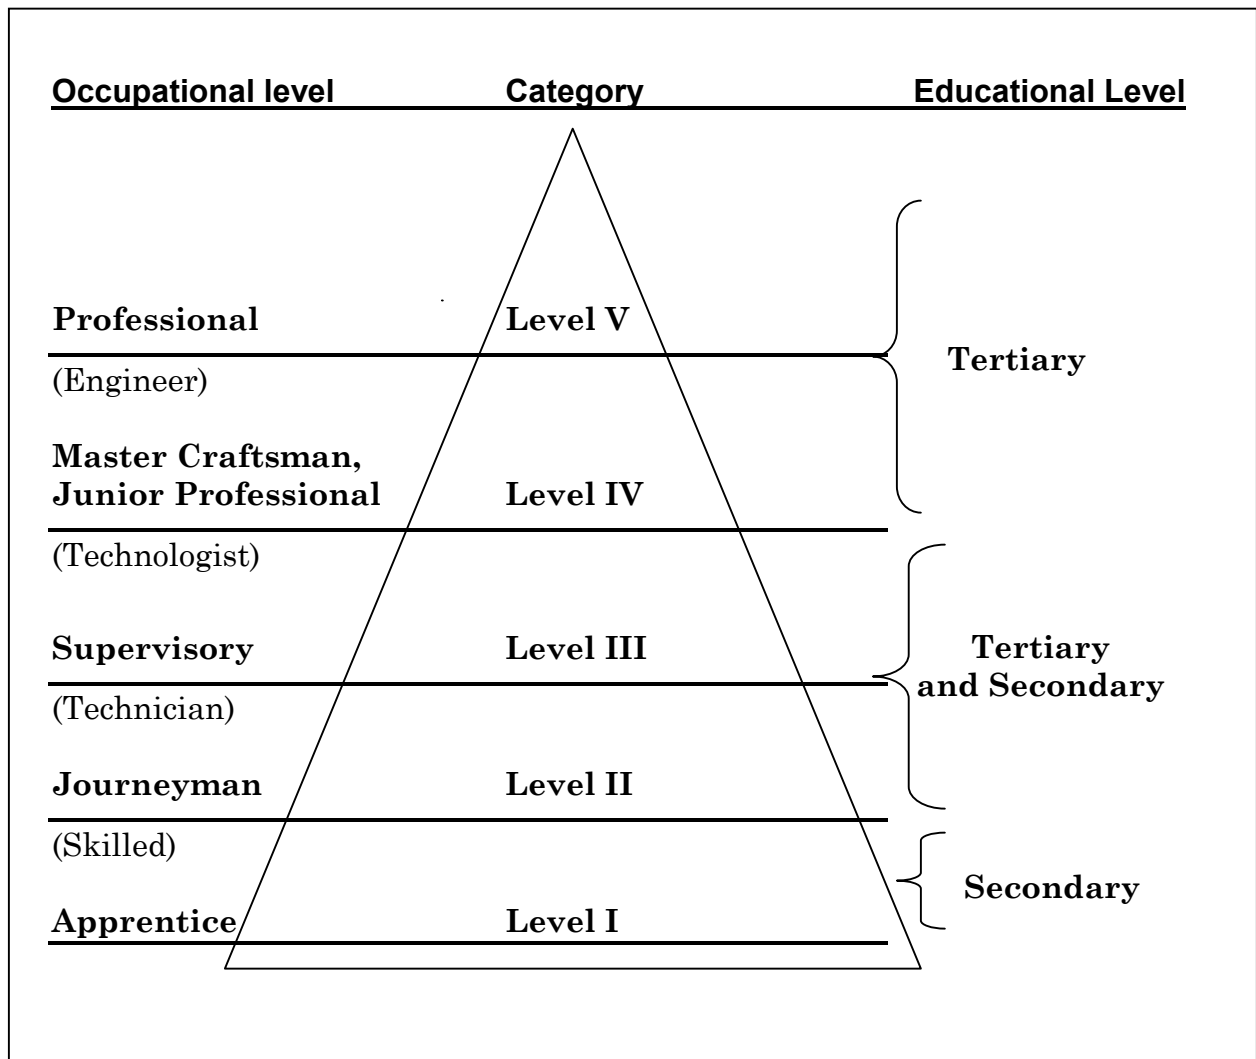 Occupational level Category Educational Level
Professional Level V
Tertiary
(Engineer)
Master Craftsman,
Junior Professional Level IV
(Technologist)
Supervisory Level III Tertiary
and Secondary
(Technician)
Journeyman Level II
(Skilled)
Secondary
Apprentice Level I